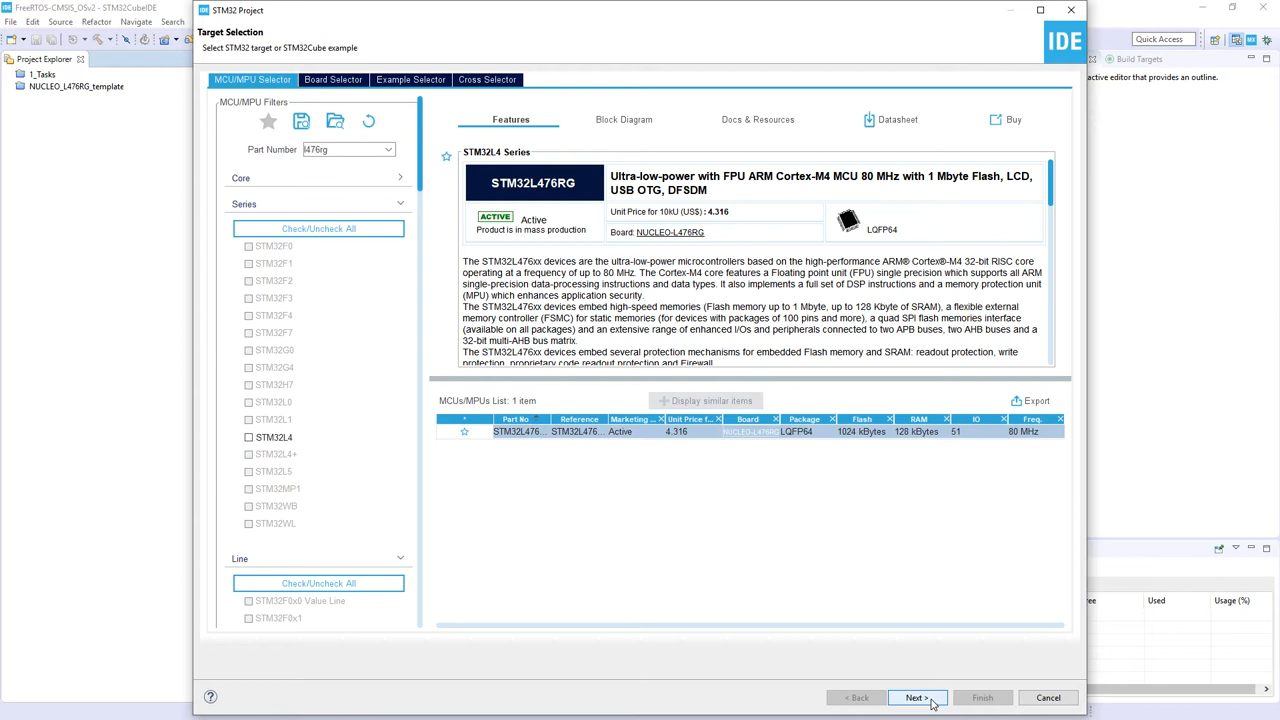 FreeRTOS-CMSIS_OSv2 - STM32CubeIDE
File Edit Source Refactor Navigate Search
Quick Access
Project Explorer
1_Tasks
NUCLEO_L476RG_template
Build Targets
active editor that provides an outline.
Used
Usage (%)
IDE STM32 Project
Target Selection
Select STM32 target or STM32Cube example
IDE
MCU/MPU Selector Board Selector Example Selector Cross Selector
MCU/MPU Filters
Part Number l476rg
Core
Series
Check/Uncheck All
STM32F0
STM32F1
STM32F2
STM32F3
STM32F4
STM32F7
STM32G0
STM32G4
STM32H7
STM32L0
STM32L1
STM32L4
STM32L4+
STM32L5
STM32MP1
STM32WB
STM32WL
Line
Check/Uncheck All
STM32F0x0 Value Line
STM32F0x1
Features Block Diagram Docs & Resources Datasheet Buy
STM32L4 Series
STM32L476RG
Ultra-low-power with FPU ARM Cortex-M4 MCU 80 MHz with 1 Mbyte Flash, LCD,
USB OTG, DFSDM
ACTIVE Active
Product is in mass production
Unit Price for 10kU (US$) : 4.316
Board: NUCLEO-L476RG
LQFP64
The STM32L476xx devices are the ultra-low-power microcontrollers based on the high-performance ARM® Cortex®-M4 32-bit RISC core
operating at a frequency of up to 80 MHz. The Cortex-M4 core features a Floating point unit (FPU) single precision which supports all ARM
single-precision data-processing instructions and data types. It also implements a full set of DSP instructions and a memory protection unit
(MPU) which enhances application security.
The STM32L476xx devices embed high-speed memories (Flash memory up to 1 Mbyte, up to 128 Kbyte of SRAM), a flexible external
memory controller (FSMC) for static memories (for devices with packages of 100 pins and more), a quad SPI flash memories interface
(available on all packages) and an extensive range of enhanced I/Os and peripherals connected to two APB buses, two AHB buses and a
32-bit multi-AHB bus matrix.
The STM32L476xx devices embed several protection mechanisms for embedded Flash memory and SRAM: readout protection, write
protection, proprietary code readout protection and Firewall
MCUs/MPUs List: 1 item
Display similar items
Export
* Part No Reference Marketing ... Unit Price f... Board Package Flash RAM IO Freq.
STM32L476... STM32L476... Active 4.316 NUCLEO-L476RG LQFP64 1024 kBytes 128 kBytes 51 80 MHz
? < Back Next > Finish Cancel